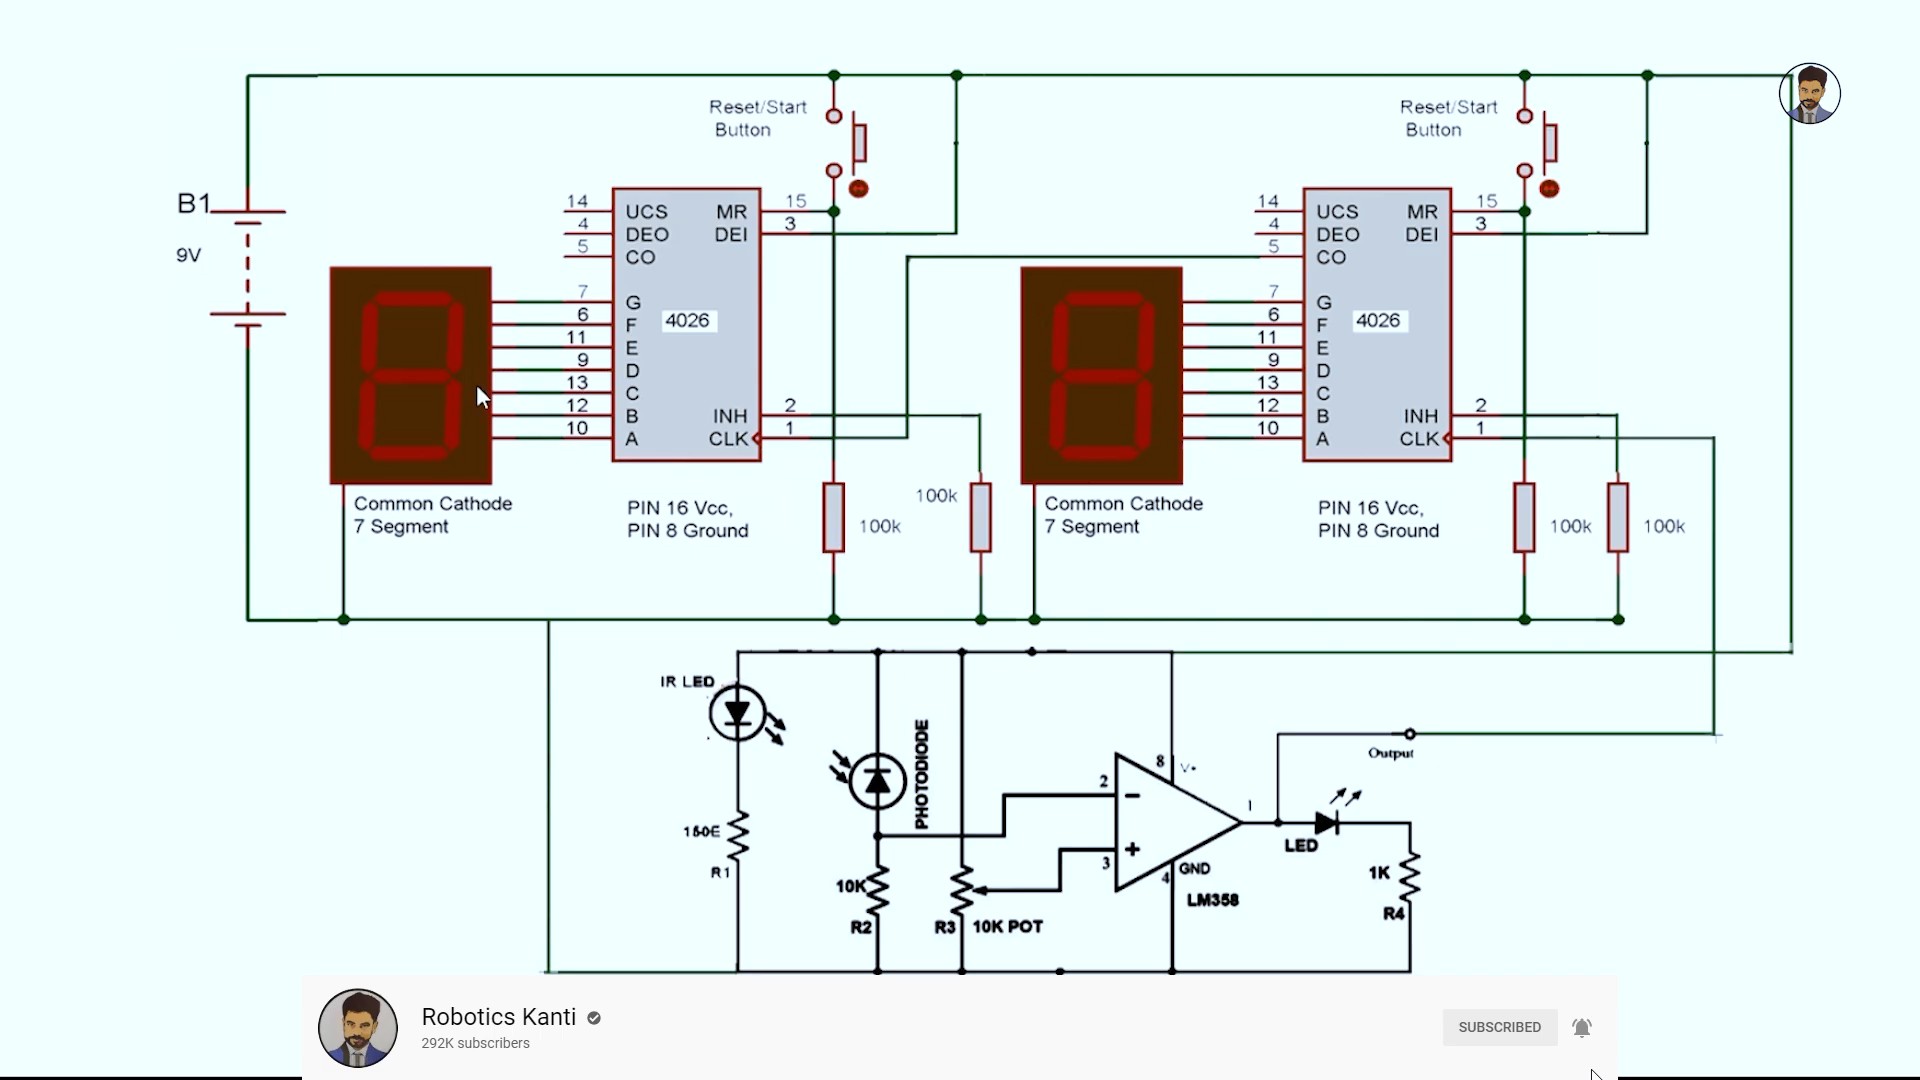 Reset/Start
Button
Reset/Start
Button
B1
9V
14
4
5
UCS
DEO
CO
MR
DEI
15
3
7
6
11
9
13
12
10
G
F
E
D
C
B
A
4026
INH
CLK
2
1
14
4
5
UCS
DEO
CO
MR
DEI
15
3
7
6
11
9
13
12
10
G
F
E
D
C
B
A
4026
INH
CLK
2
1
Common Cathode
7 Segment
PIN 16 Vcc,
PIN 8 Ground
100k
100k
Common Cathode
7 Segment
PIN 16 Vcc,
PIN 8 Ground
100k
100k
IR LED
PHOTODIODE
150E
R1
10K
R2
R3
10K POT
2
3
8
V+
1
4
GND
LM358
Output
LED
1K
R4
Robotics Kanti
292K subscribers
SUBSCRIBED